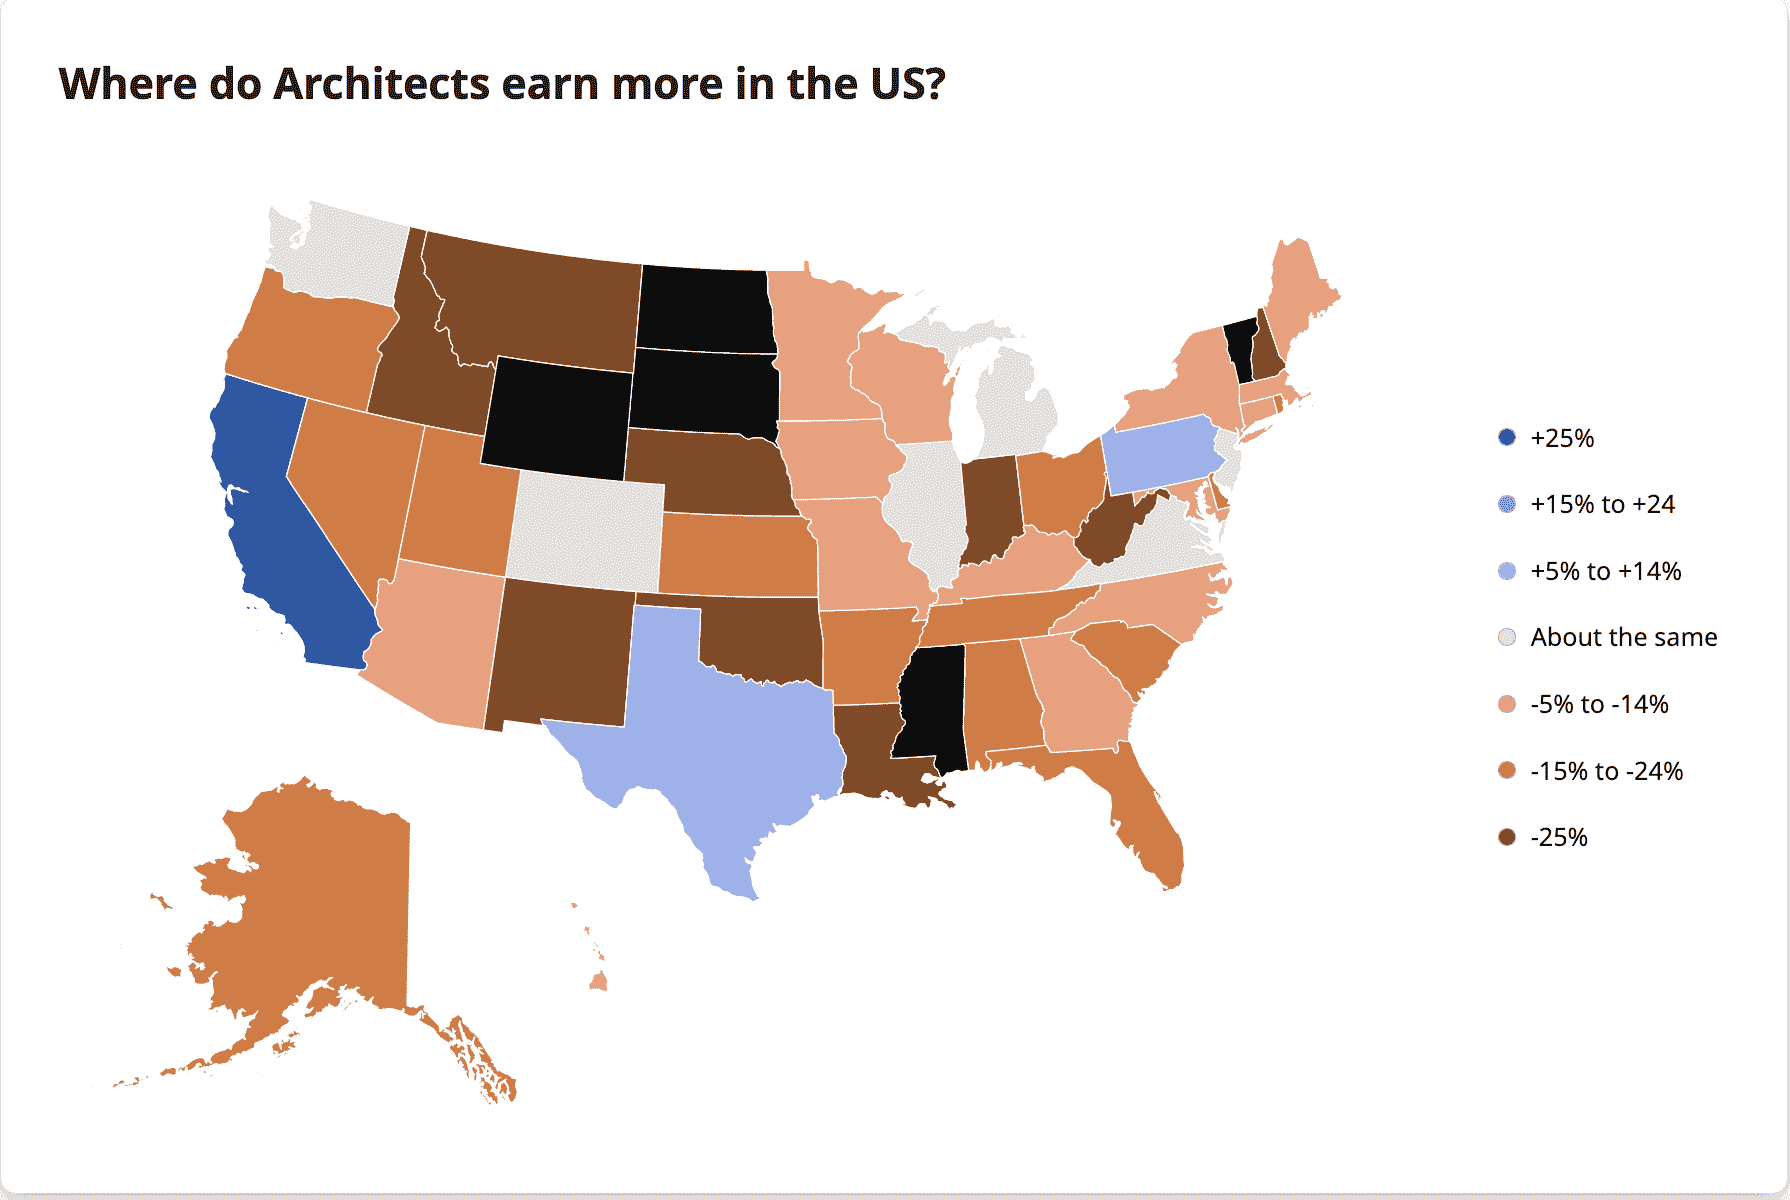 Where do Architects earn more in the US?
+25%
+15% to +24
+5% to +14%
About the same
-5% to -14%
-15% to -24%
-25%